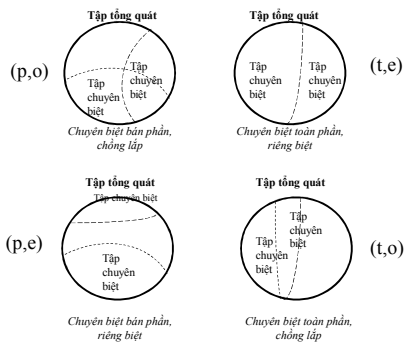 Tập tổng quát
(p,o)
Tập
chuyên
biệt
Tập
chuyên
biệt
Chuyên biệt bán phần,
chồng lắp
Tập tổng quát
(t,e)
Tập
chuyên
biệt
Tập
chuyên
biệt
Chuyên biệt toàn phần,
riêng biệt
Tập tổng quát
Tập chuyên biệt
(p,e)
Tập
chuyên
biệt
Chuyên biệt bán phần,
riêng biệt
Tập tổng quát
(t,o)
Tập
chuyên
biệt
Tập
chuyên
biệt
Chuyên biệt toàn phần,
chồng lắp